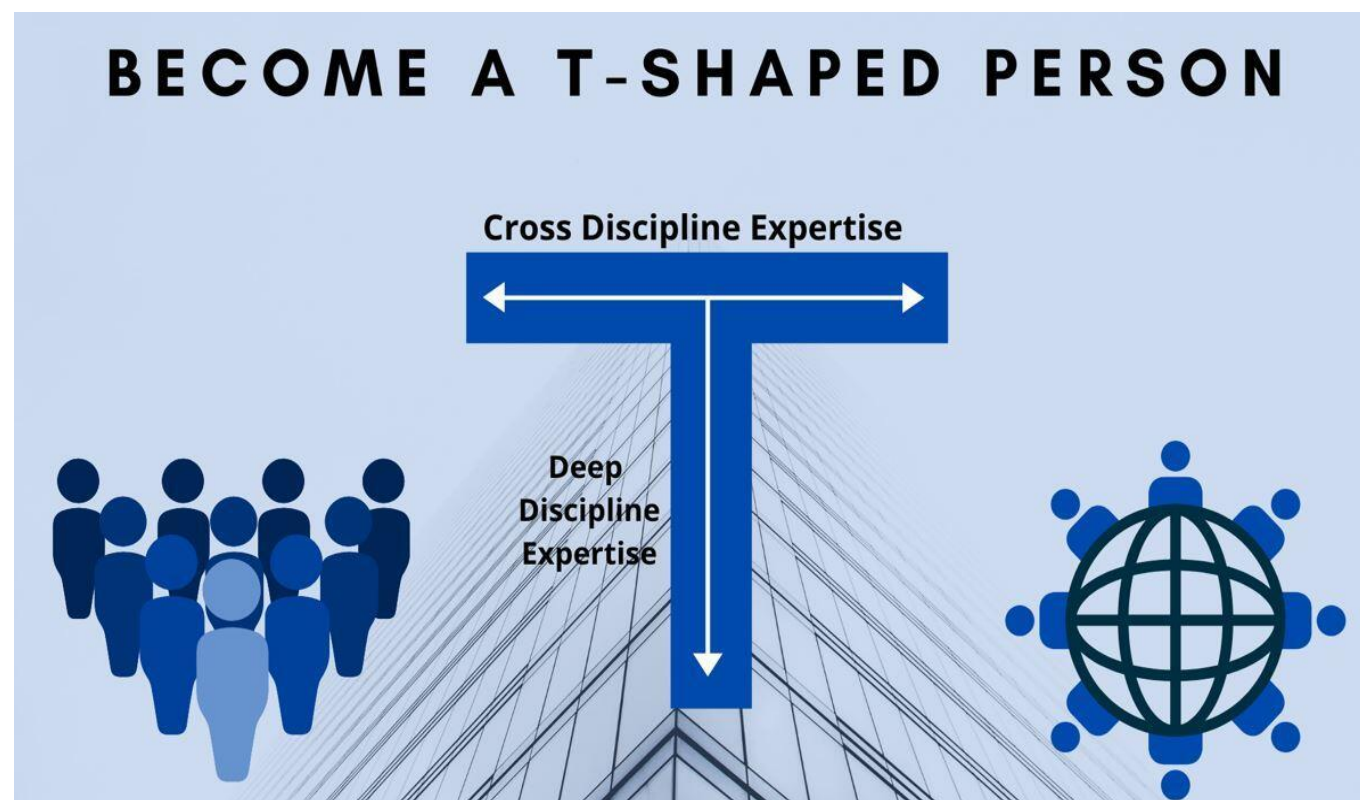 BECOME A T-SHAPED PERSON
Cross Discipline Expertise
Deep
Discipline
Expertise